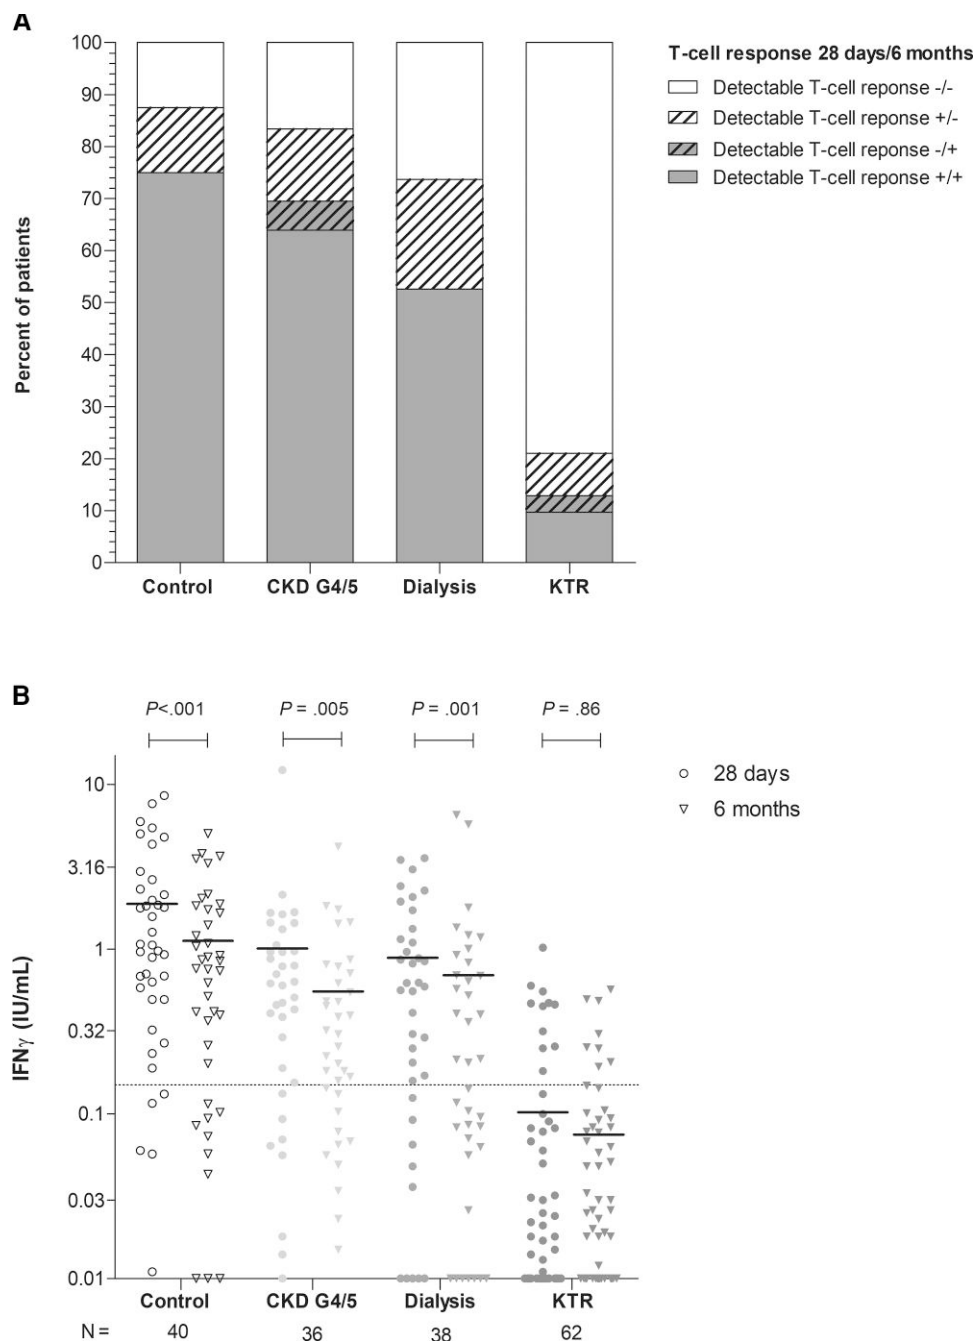 A
T-cell response 28 days/6 months
Detectable T-cell reponse -/-
Detectable T-cell reponse +/-
Detectable T-cell reponse -/+
Detectable T-cell reponse +/+
Percent of patients
100
90
80
70
60
50
40
30
20
10
0
Control CKD G4/5 Dialysis KTR
B
P<.001 P = .005 P = .001 P = .86
28 days
6 months
IFNγ (IU/mL)
10
3.16
1
0.32
0.1
0.03
0.01
Control CKD G4/5 Dialysis KTR
N = 40 36 38 62